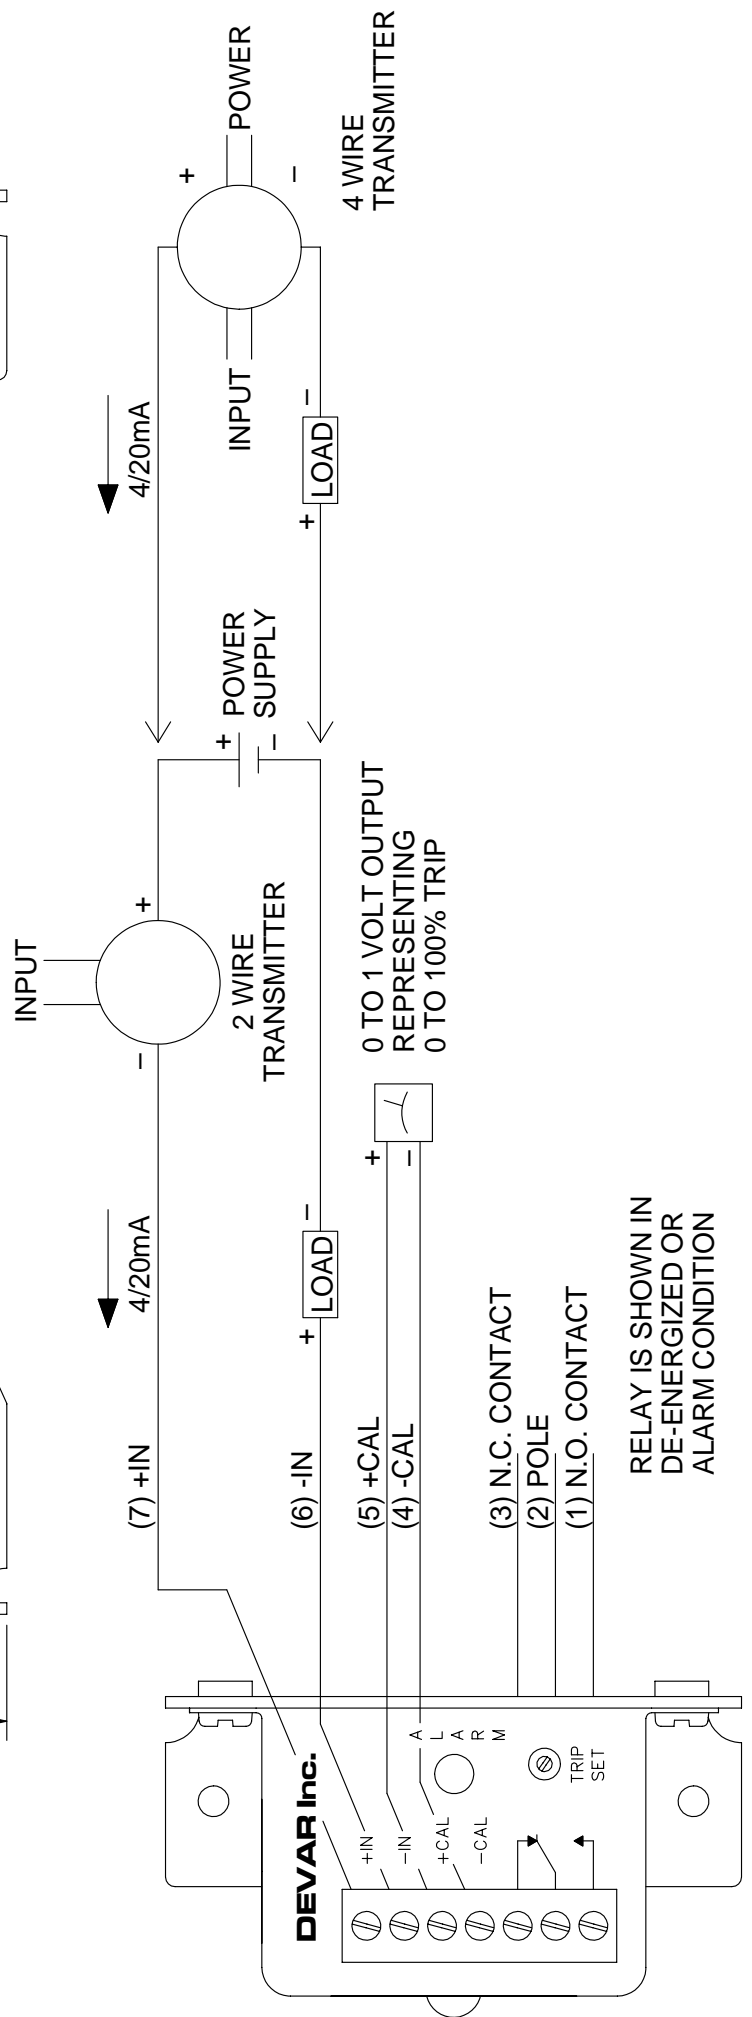 INPUT
2 WIRE
TRANSMITTER
-
+
4/20mA
+
POWER
SUPPLY
-
4/20mA
+
POWER
INPUT
-
4 WIRE
TRANSMITTER
+
LOAD
-
+
LOAD
-
(7) +IN
(6) -IN
(5) +CAL
(4) -CAL
+
-
0 TO 1 VOLT OUTPUT
REPRESENTING
0 TO 100% TRIP
(3) N.C. CONTACT
(2) POLE
(1) N.O. CONTACT
RELAY IS SHOWN IN
DE-ENERGIZED OR
ALARM CONDITION
DEVAR Inc.
+IN
-IN
+CAL
-CAL
ALARM
TRIP
SET